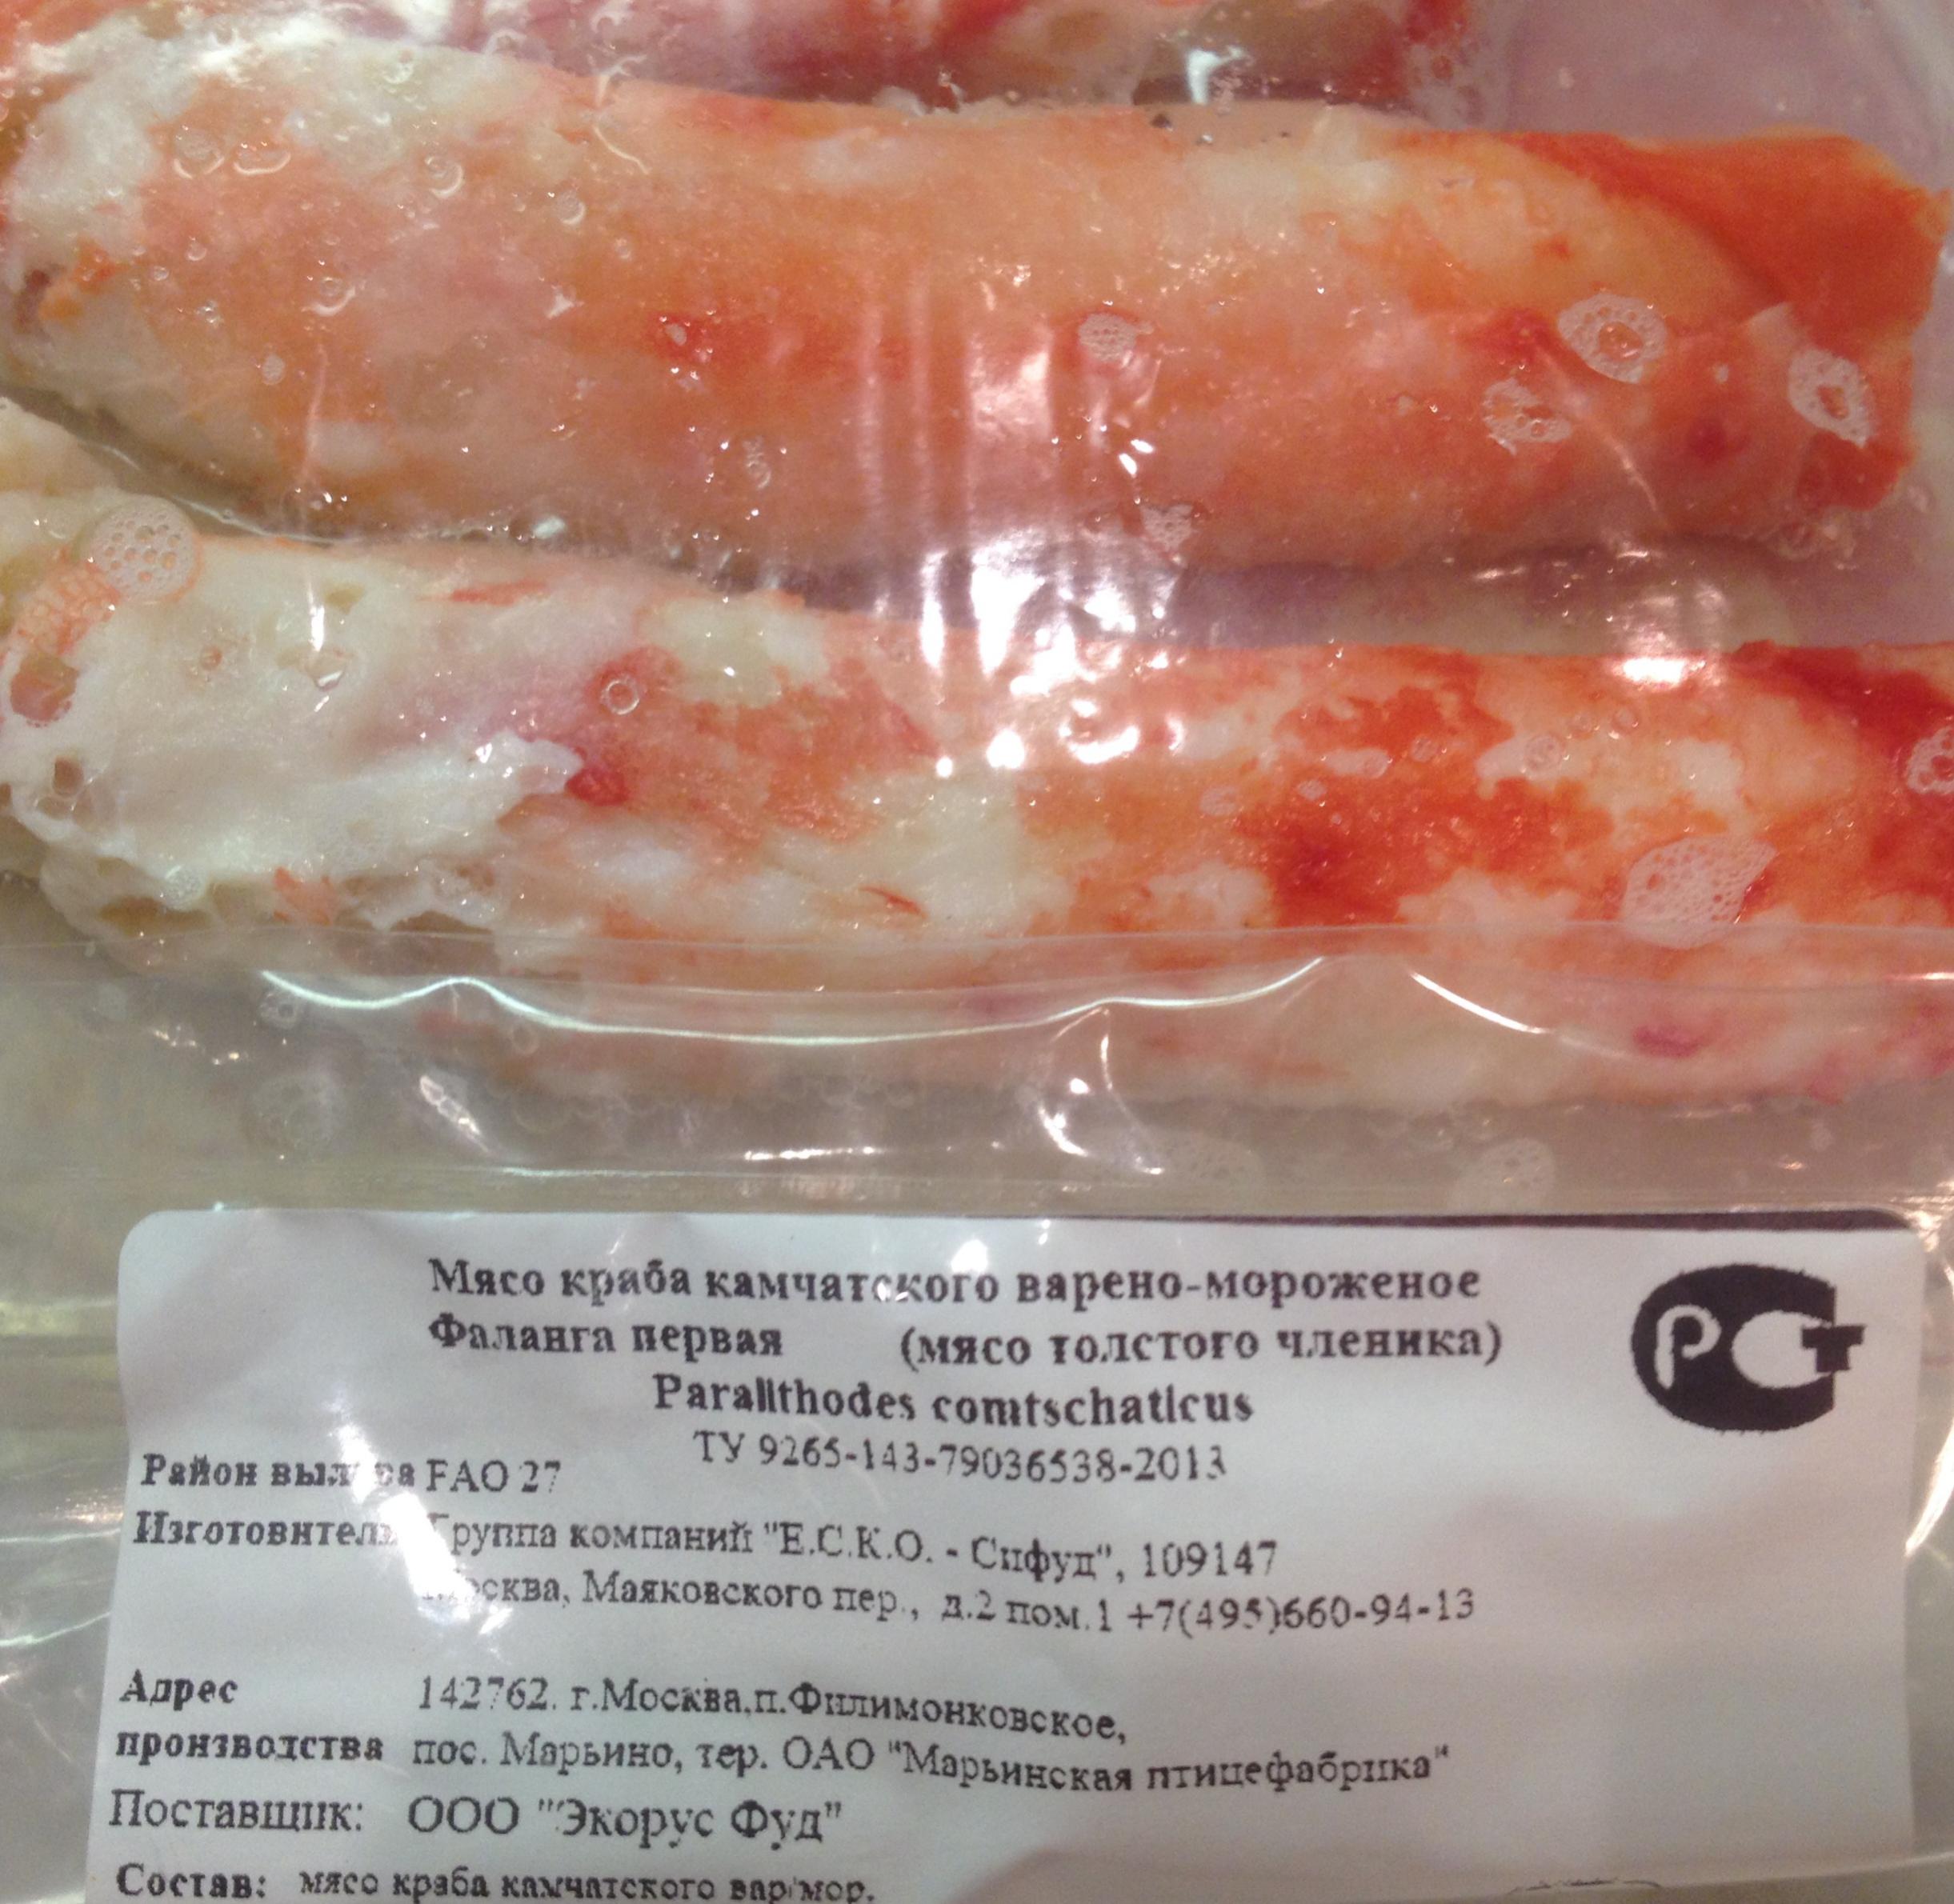 Мясо краба камчатского варено-мороженое
Фаланга первая (мясо толстого членика)
Paralithodes comtschaticus
РСТ
ТУ 9265-143-79036538-2013
Район вылова FAO 27
Изготовитель Группа компаний "Е.С.К.О. - Сифуд", 109147
Москва, Маяковского пер., д.2 пом.1 +7(495)660-94-13
Адрес 142762. г.Москва,п.Филимонковское,
производства пос. Марьино, тер. ОАО "Марьинская птицефабрика"
Поставщик: ООО "Экорус Фуд"
Состав: мясо краба камчатского вар/мор.